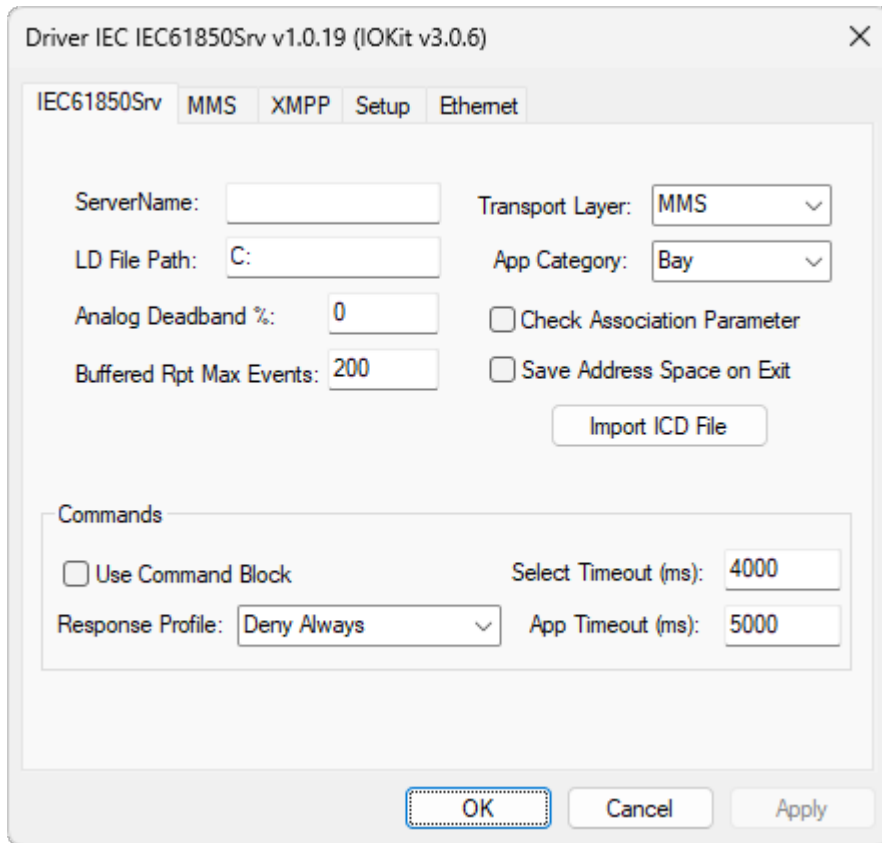 Driver IEC IEC61850Srv v1.0.19 (IOKit v3.0.6)
IEC61850Srv MMS XMPP Setup Ethernet
ServerName: Transport Layer: MMS
LD File Path: C: App Category: Bay
Analog Deadband %: 0 Check Association Parameter
Buffered Rpt Max Events: 200 Save Address Space on Exit
Import ICD File
Commands
Use Command Block Select Timeout (ms): 4000
Response Profile: Deny Always App Timeout (ms): 5000
OK Cancel Apply